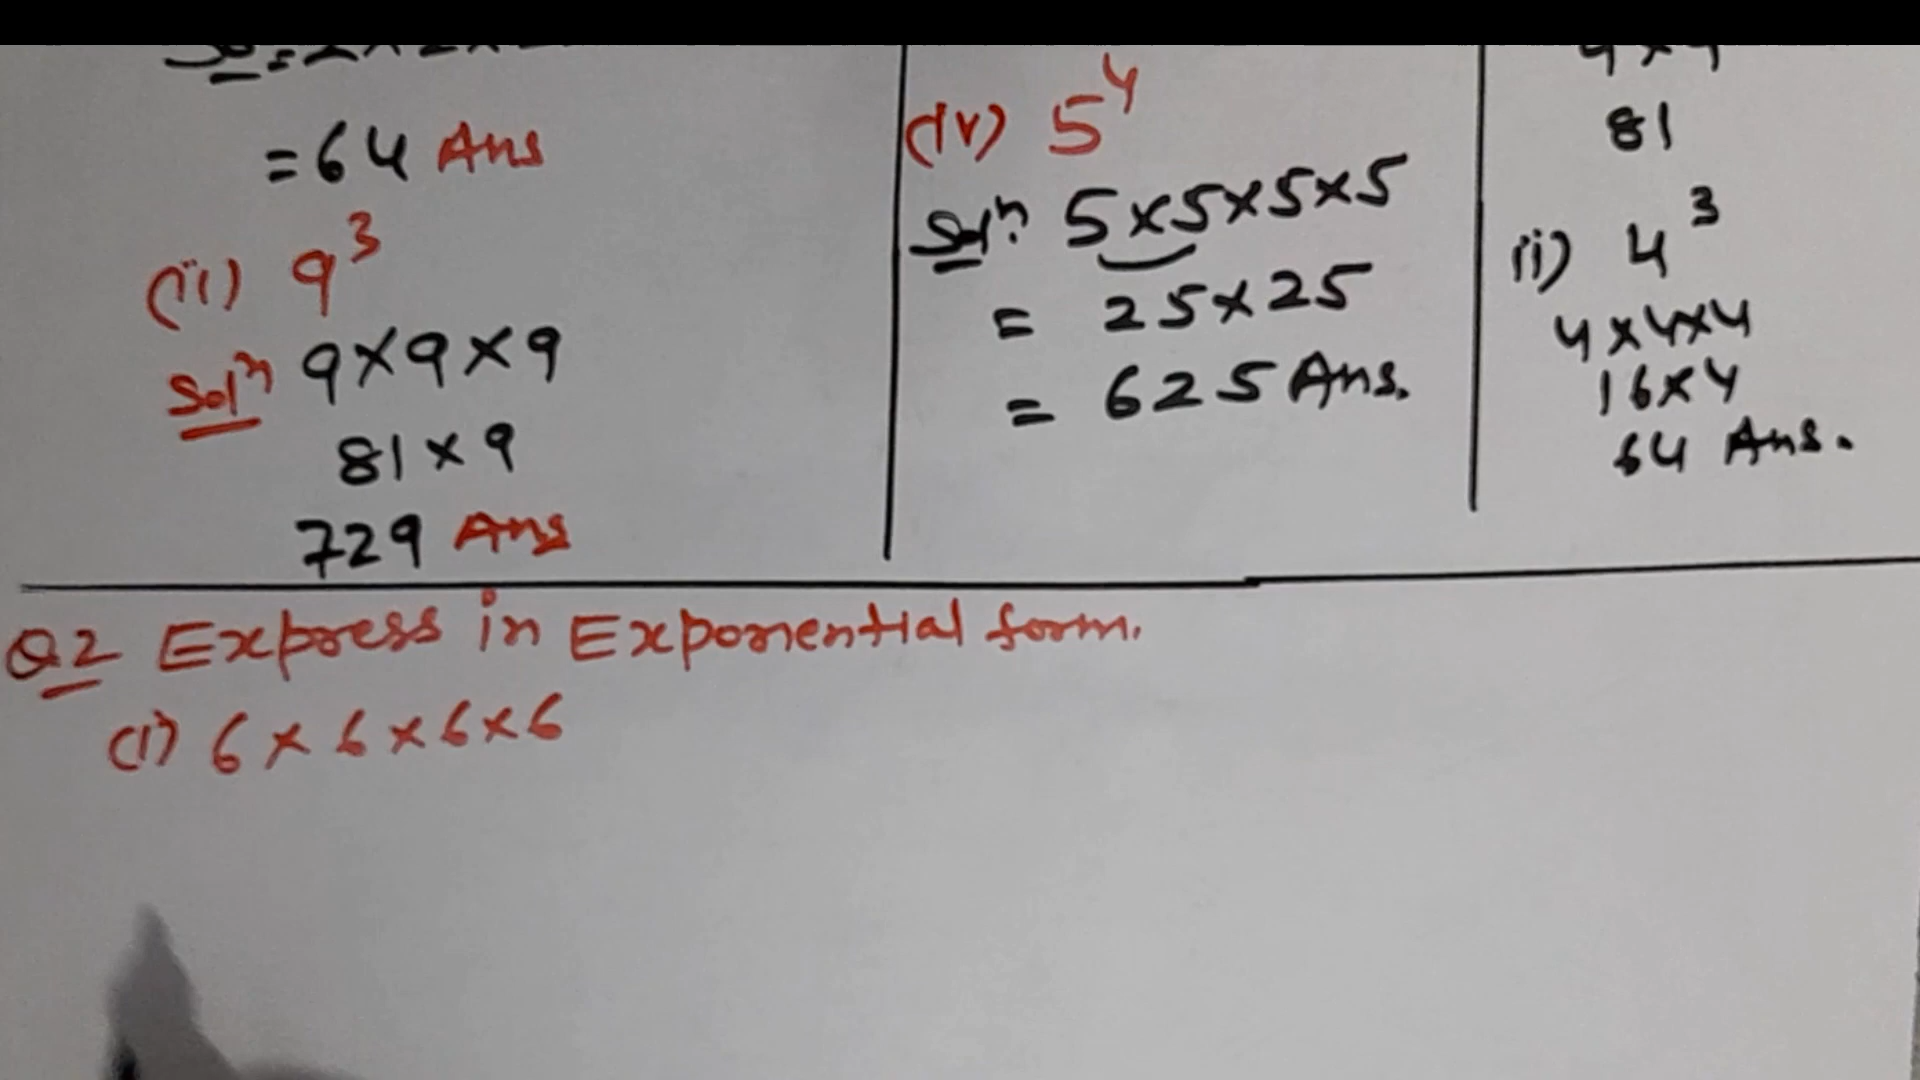 = 64 Ans
(ii) 9³
Solⁿ 9×9×9
81×9
729 Ans
(iv) 5⁴
Solⁿ: 5×5×5×5
= 25×25
= 625 Ans.
81
(ii) 4³
4×4×4
16×4
64 Ans.
Q2 Express in Exponential form.
(i) 6×6×6×6